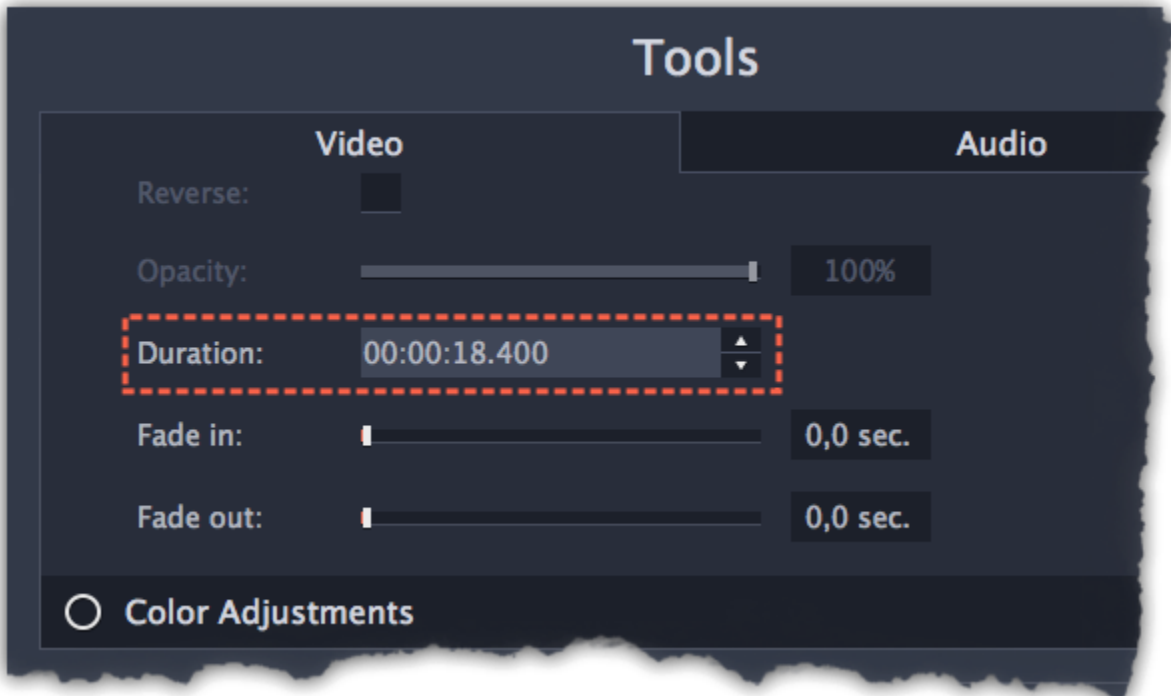 Tools
Video Audio
Reverse:
Opacity: 100%
Duration: 00:00:18.400
Fade in: 0,0 sec.
Fade out: 0,0 sec.
Color Adjustments